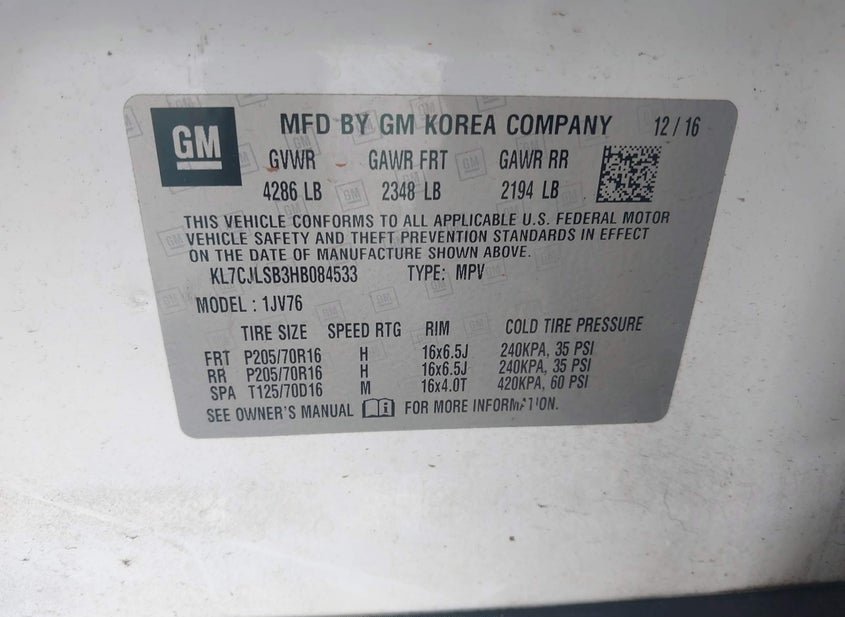 GM MFD BY GM KOREA COMPANY 12/16
GVWR GAWR FRT GAWR RR
4286 LB 2348 LB 2194 LB
THIS VEHICLE CONFORMS TO ALL APPLICABLE U.S. FEDERAL MOTOR
VEHICLE SAFETY AND THEFT PREVENTION STANDARDS IN EFFECT
ON THE DATE OF MANUFACTURE SHOWN ABOVE.
KL7CJLSB3HB084533 TYPE: MPV
MODEL : 1JV76
TIRE SIZE SPEED RTG RIM COLD TIRE PRESSURE
FRT P205/70R16 H 16x6.5J 240KPA, 35 PSI
RR P205/70R16 H 16x6.5J 240KPA, 35 PSI
SPA T125/70D16 M 16x4.0T 420KPA, 60 PSI
SEE OWNER'S MANUAL FOR MORE INFORMATION.